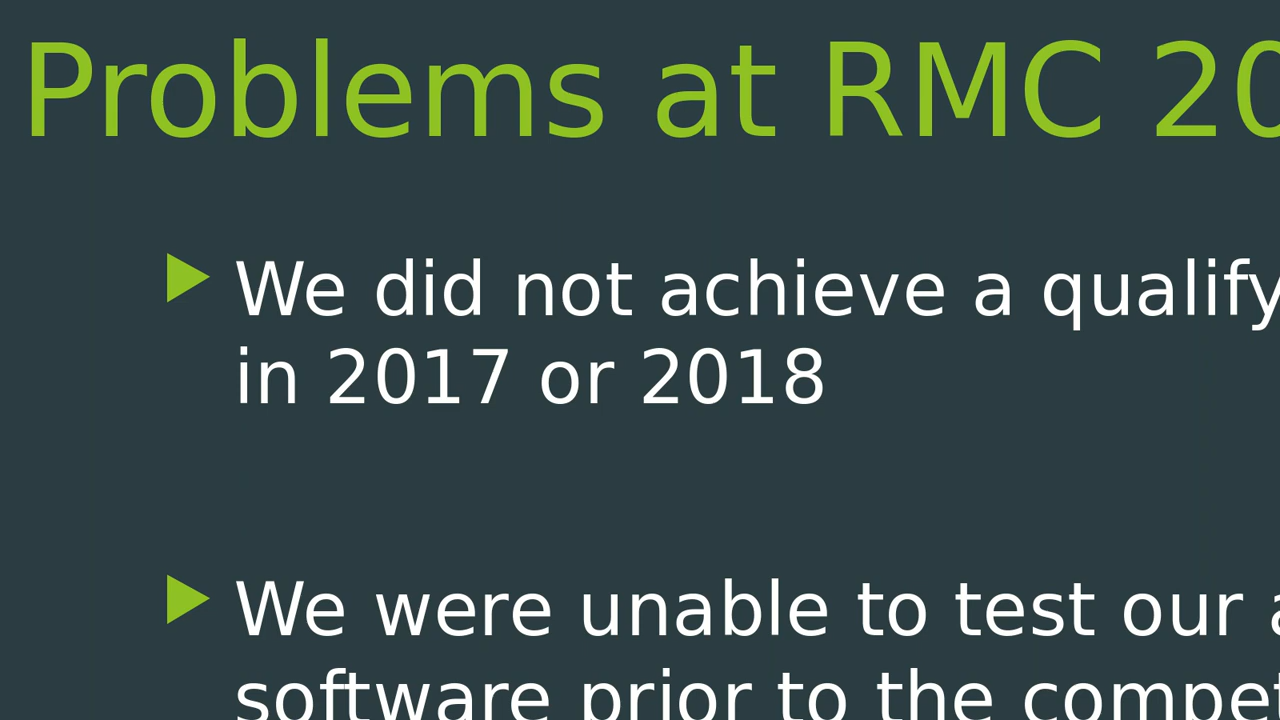 Problems at RMC 20
We did not achieve a qualify
in 2017 or 2018
We were unable to test our a
software prior to the compet